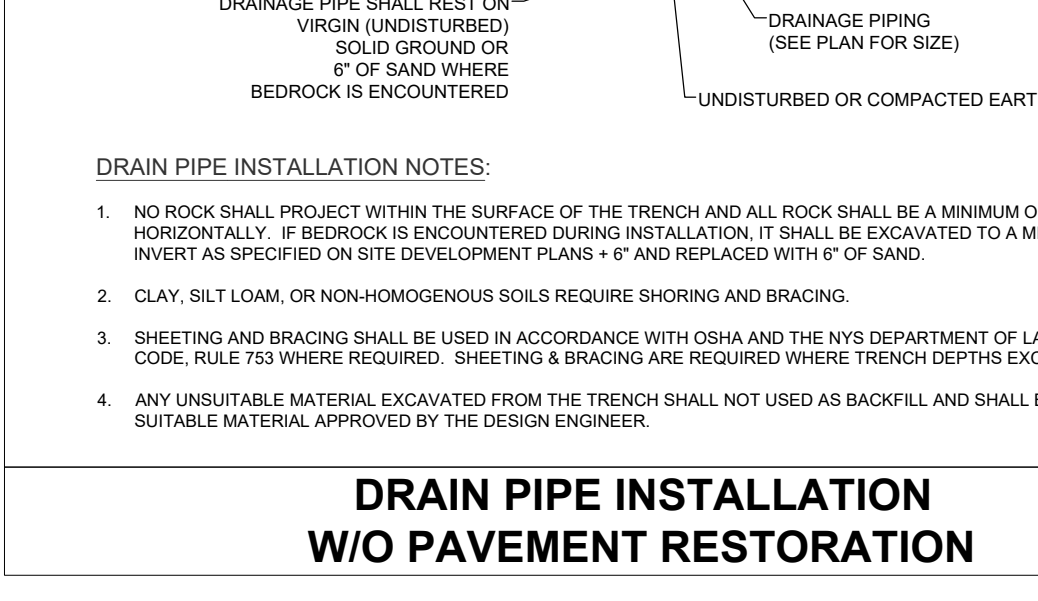 DRAINAGE PIPE SHALL REST ON
VIRGIN (UNDISTURBED)
SOLID GROUND OR
6" OF SAND WHERE
BEDROCK IS ENCOUNTERED
DRAINAGE PIPING
(SEE PLAN FOR SIZE)
UNDISTURBED OR COMPACTED EART
DRAIN PIPE INSTALLATION NOTES:
1. NO ROCK SHALL PROJECT WITHIN THE SURFACE OF THE TRENCH AND ALL ROCK SHALL BE A MINIMUM O
HORIZONTALLY. IF BEDROCK IS ENCOUNTERED DURING INSTALLATION, IT SHALL BE EXCAVATED TO A MI
INVERT AS SPECIFIED ON SITE DEVELOPMENT PLANS + 6" AND REPLACED WITH 6" OF SAND.
2. CLAY, SILT LOAM, OR NON-HOMOGENOUS SOILS REQUIRE SHORING AND BRACING.
3. SHEETING AND BRACING SHALL BE USED IN ACCORDANCE WITH OSHA AND THE NYS DEPARTMENT OF LA
CODE, RULE 753 WHERE REQUIRED. SHEETING & BRACING ARE REQUIRED WHERE TRENCH DEPTHS EXC
4. ANY UNSUITABLE MATERIAL EXCAVATED FROM THE TRENCH SHALL NOT USED AS BACKFILL AND SHALL B
SUITABLE MATERIAL APPROVED BY THE DESIGN ENGINEER.
DRAIN PIPE INSTALLATION
W/O PAVEMENT RESTORATION